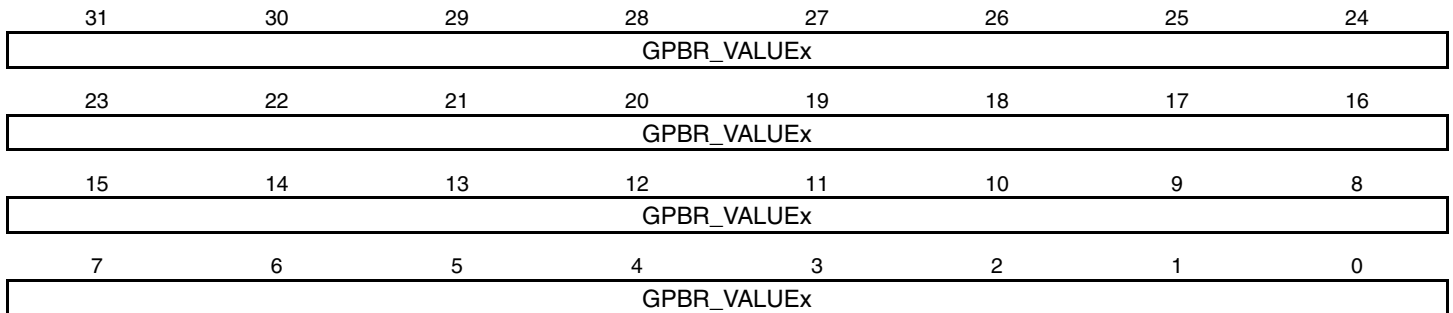 31 30 29 28 27 26 25 24
GPBR_VALUEx
23 22 21 20 19 18 17 16
GPBR_VALUEx
15 14 13 12 11 10 9 8
GPBR_VALUEx
7 6 5 4 3 2 1 0
GPBR_VALUEx